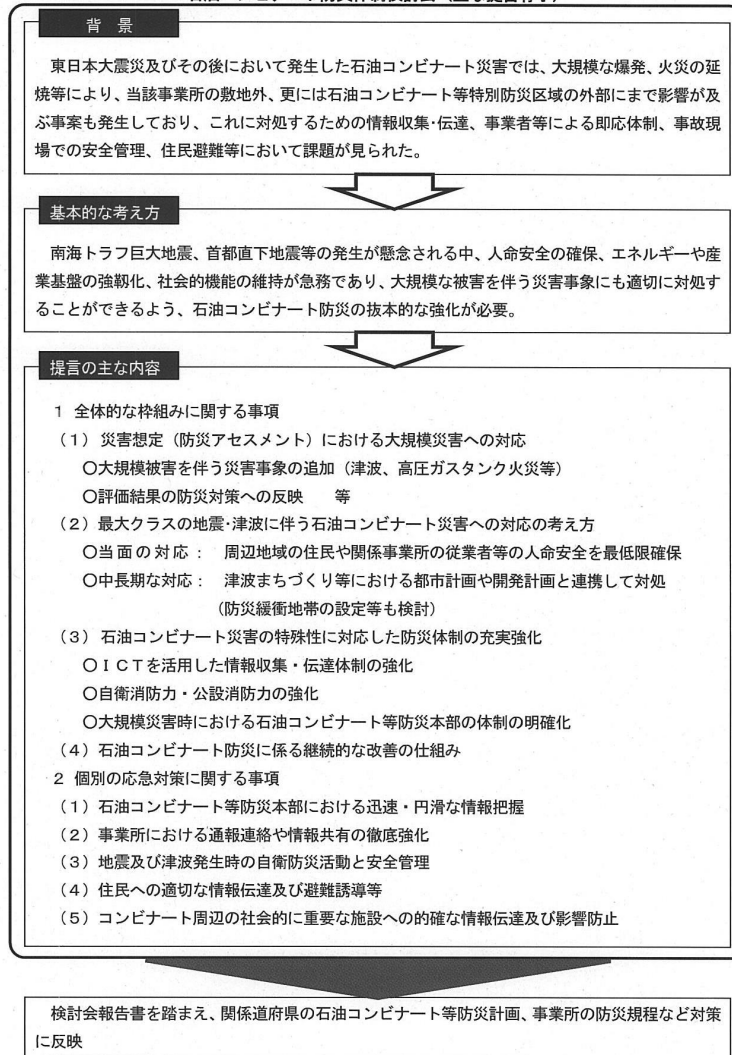 背 景
東日本大震災及びその後において発生した石油コンビナート災害では、大規模な爆発、火災の延
焼等により、当該事業所の敷地外、更には石油コンビナート等特別防災区域の外部にまで影響が及
ぶ事案も発生しており、これに対処するための情報収集・伝達、事業者等による即応体制、事故現
場での安全管理、住民避難等において課題が見られた。
基本的な考え方
南海トラフ巨大地震、首都直下地震等の発生が懸念される中、人命安全の確保、エネルギーや産
業基盤の強靱化、社会的機能の維持が急務であり、大規模な被害を伴う災害事象にも適切に対処す
ることができるよう、石油コンビナート防災の抜本的な強化が必要。
提言の主な内容
1 全体的な枠組みに関する事項
(1) 災害想定(防災アセスメント)における大規模災害への対応
○大規模被害を伴う災害事象の追加(津波、高圧ガスタンク火災等)
○評価結果の防災対策への反映 等
(2) 最大クラスの地震・津波に伴う石油コンビナート災害への対応の考え方
○当面の対応: 周辺地域の住民や関係事業所の従業者等の人命安全を最低限確保
○中長期な対応: 津波まちづくり等における都市計画や開発計画と連携して対処
(防災緩衝地帯の設定等も検討)
(3) 石油コンビナート災害の特殊性に対応した防災体制の充実強化
○ICTを活用した情報収集・伝達体制の強化
○自衛消防力・公設消防力の強化
○大規模災害時における石油コンビナート等防災本部の体制の明確化
(4) 石油コンビナート防災に係る継続的な改善の仕組み
2 個別の応急対策に関する事項
(1) 石油コンビナート等防災本部における迅速・円滑な情報把握
(2) 事業所における通報連絡や情報共有の徹底強化
(3) 地震及び津波発生時の自衛防災活動と安全管理
(4) 住民への適切な情報伝達及び避難誘導等
(5) コンビナート周辺の社会的に重要な施設への的確な情報伝達及び影響防止
検討会報告書を踏まえ、関係道府県の石油コンビナート等防災計画、事業所の防災規程など対策
に反映